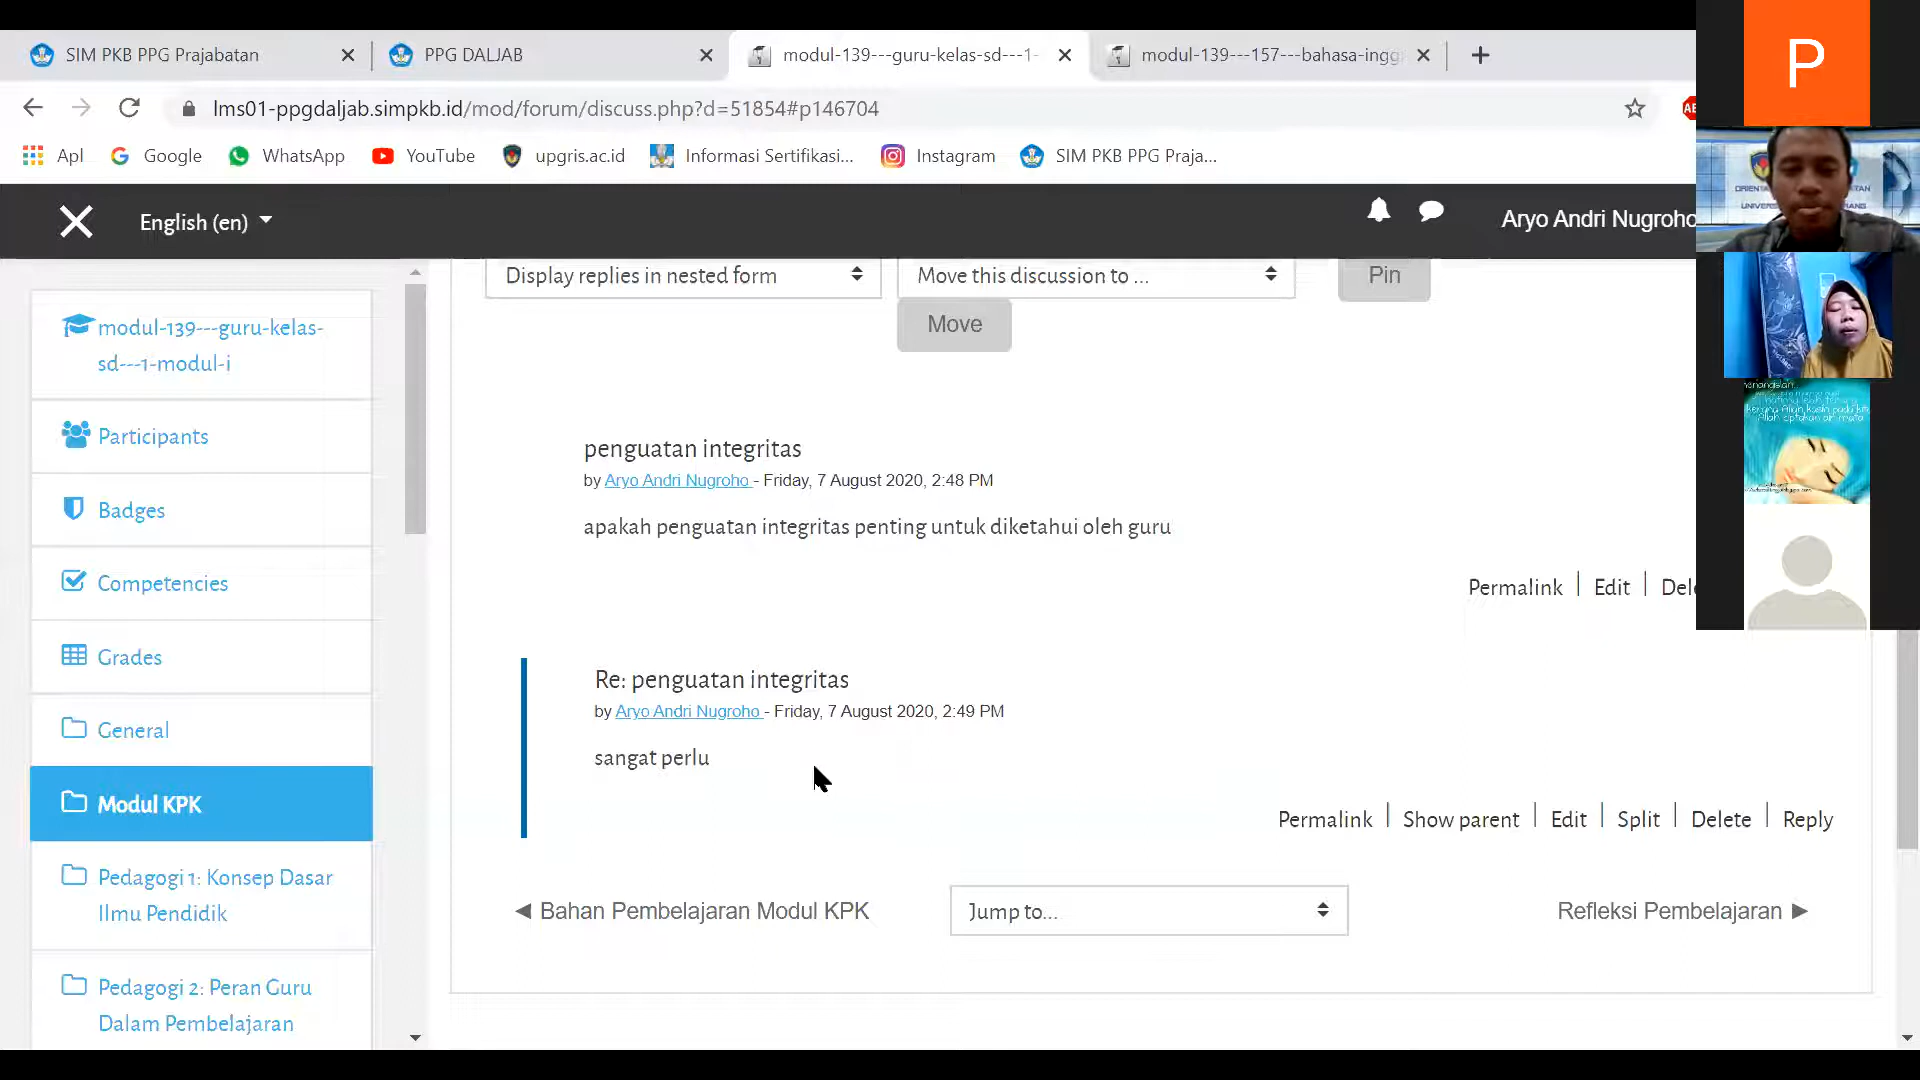 SIM PKB PPG Prajabatan
PPG DALJAB
modul-139---guru-kelas-sd---1-
modul-139---157---bahasa-ingg
lms01-ppgdaljab.simpkb.id/mod/forum/discuss.php?d=51854#p146704
Apl
Google
WhatsApp
YouTube
upgris.ac.id
Informasi Sertifikasi...
Instagram
SIM PKB PPG Praja...
English (en)
Aryo Andri Nugroho
P
modul-139---guru-kelas-
sd---1-modul-i
Participants
Badges
Competencies
Grades
General
Modul KPK
Pedagogi 1: Konsep Dasar
Ilmu Pendidik
Pedagogi 2: Peran Guru
Dalam Pembelajaran
Display replies in nested form
Move this discussion to ...
Pin
Move
penguatan integritas
by Aryo Andri Nugroho - Friday, 7 August 2020, 2:48 PM
apakah penguatan integritas penting untuk diketahui oleh guru
Permalink
Edit
Del
Re: penguatan integritas
by Aryo Andri Nugroho - Friday, 7 August 2020, 2:49 PM
sangat perlu
Permalink
Show parent
Edit
Split
Delete
Reply
◀ Bahan Pembelajaran Modul KPK
Jump to...
Refleksi Pembelajaran ▶